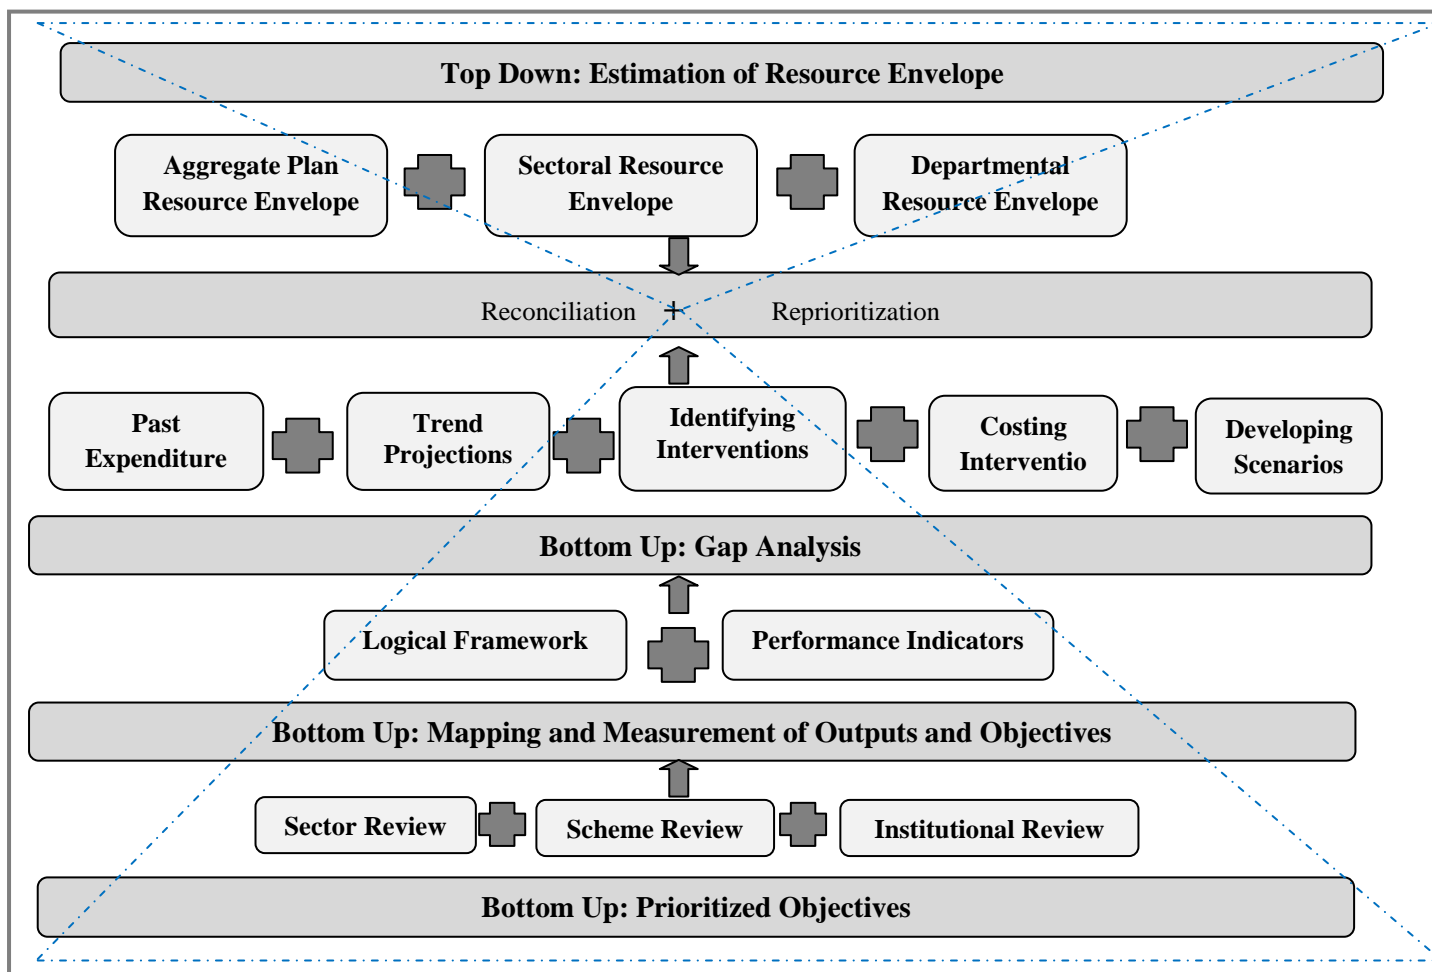 Top Down: Estimation of Resource Envelope
Aggregate Plan
Resource Envelope
Sectoral Resource
Envelope
Departmental
Resource Envelope
Reconciliation + Reprioritization
Past
Expenditure
Trend
Projections
Identifying
Interventions
Costing
Interventio
Developing
Scenarios
Bottom Up: Gap Analysis
Logical Framework
Performance Indicators
Bottom Up: Mapping and Measurement of Outputs and Objectives
Sector Review
Scheme Review
Institutional Review
Bottom Up: Prioritized Objectives